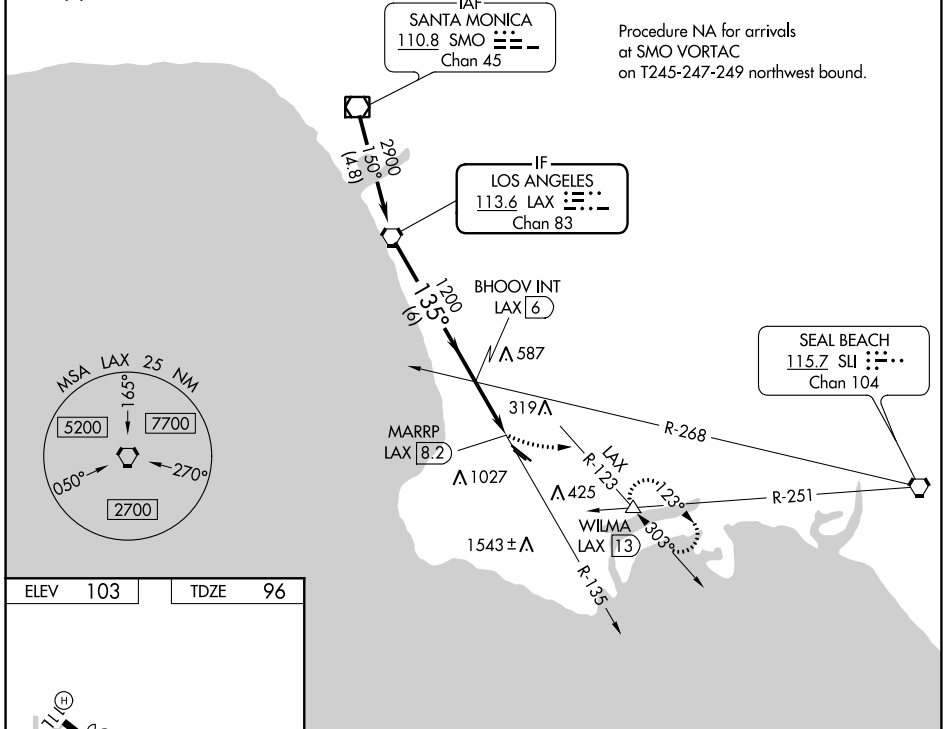 IAF
SANTA MONICA
110.8 SMO
Chan 45
Procedure NA for arrivals
at SMO VORTAC
on T245-247-249 northwest bound.
2900
150°
(4.8)
IF
LOS ANGELES
113.6 LAX
Chan 83
1200
135°
(6)
BHOOV INT
LAX 6
587
SEAL BEACH
115.7 SLI
Chan 104
MSA LAX 25 NM
165°
5200
7700
050°
270°
2700
319
R-268
MARRP
LAX 8.2
LAX
R-123
1027
425
123°
R-251
WILMA
LAX 13
303°
1543±
R-135
ELEV 103
TDZE 96
H
11L